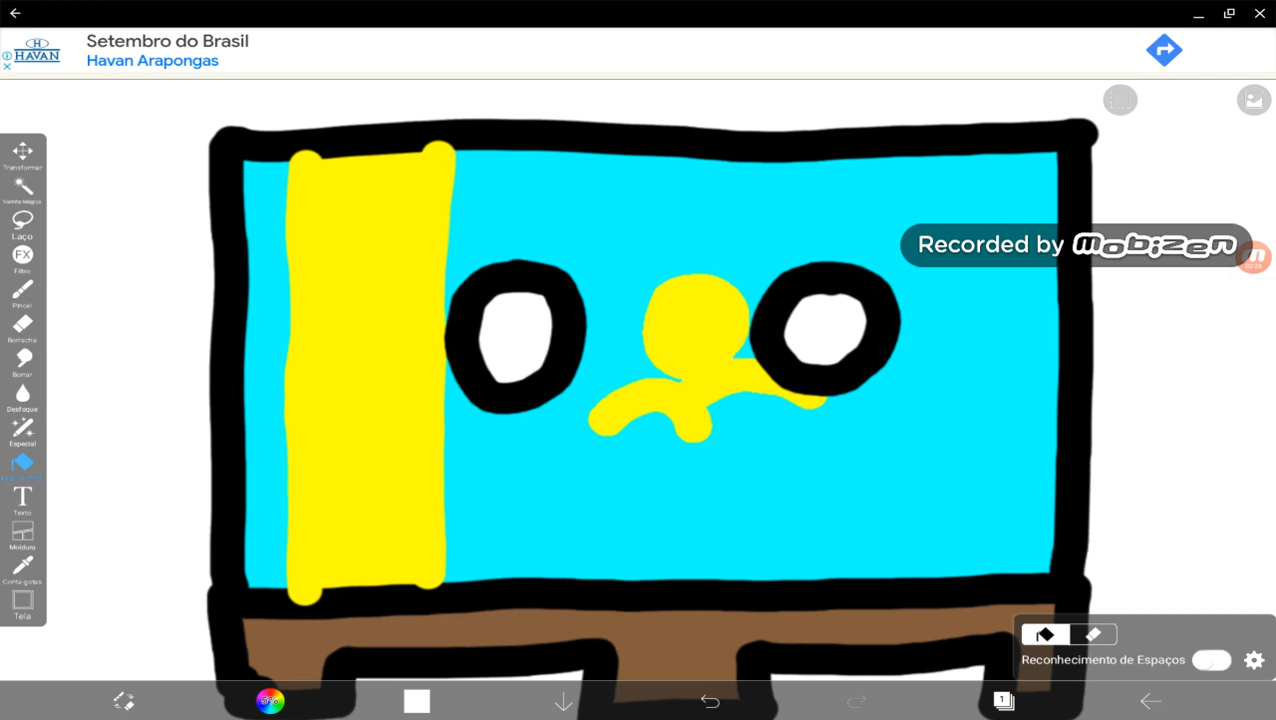 Setembro do Brasil
H
HAVAN
Havan Arapongas
Transformar
Varinha Mágica
Laço
FX
Filtro
Pincel
Borracha
Borrar
Desfoque
Especial
T
Texto
Moldura
Conta-gotas
Tela
Recorded by mobizen
Reconhecimento de Espaços
1